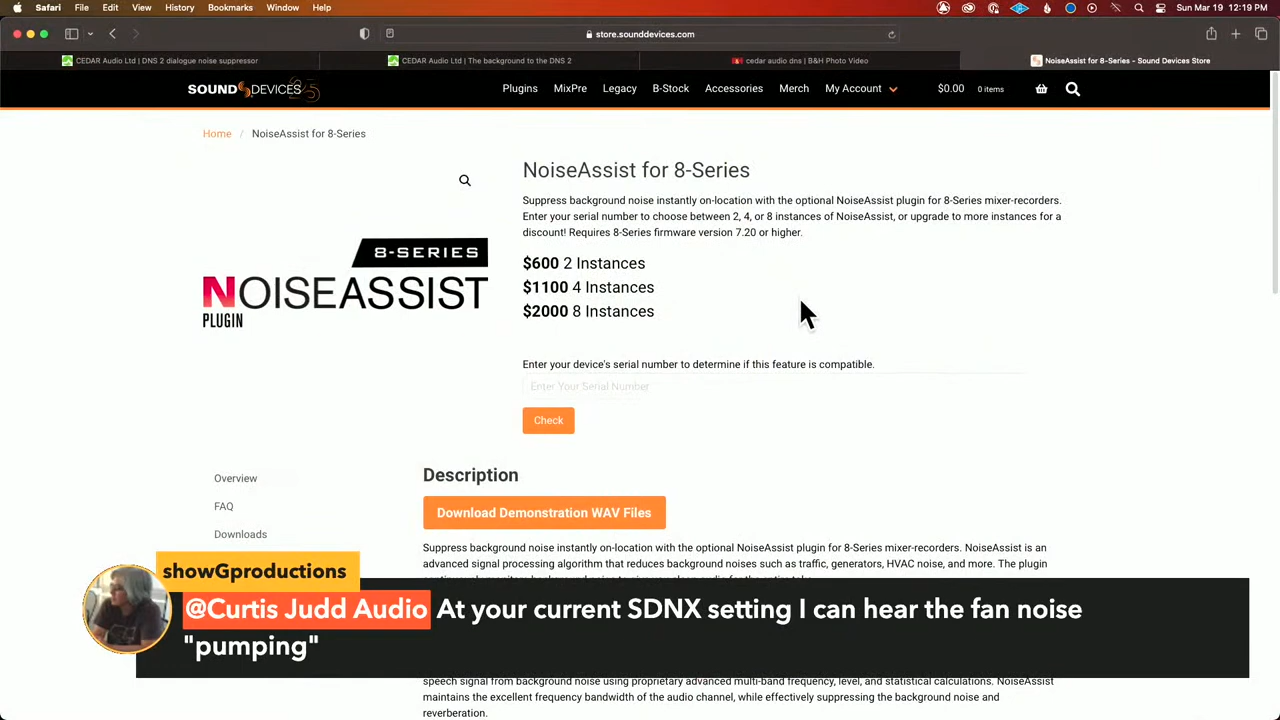 Safari File Edit View History Bookmarks Window Help
Sun Mar 19 7:19 PM
store.sounddevices.com
CEDAR Audio Ltd | DNS 2 dialogue noise suppressor
CEDAR Audio Ltd | The background to the DNS 2
cedar audio dns | B&H Photo Video
NoiseAssist for 8-Series - Sound Devices Store
SOUND DEVICES 25
Plugins MixPre Legacy B-Stock Accessories Merch My Account $0.00 0 items
Home / NoiseAssist for 8-Series
NoiseAssist for 8-Series
Suppress background noise instantly on-location with the optional NoiseAssist plugin for 8-Series mixer-recorders.
Enter your serial number to choose between 2, 4, or 8 instances of NoiseAssist, or upgrade to more instances for a
discount! Requires 8-Series firmware version 7.20 or higher.
8-SERIES
NOISEASSIST
PLUGIN
$600 2 Instances
$1100 4 Instances
$2000 8 Instances
Enter your device's serial number to determine if this feature is compatible.
Enter Your Serial Number
Check
Overview
FAQ
Downloads
Description
Download Demonstration WAV Files
Suppress background noise instantly on-location with the optional NoiseAssist plugin for 8-Series mixer-recorders. NoiseAssist is an
advanced signal processing algorithm that reduces background noises such as traffic, generators, HVAC noise, and more. The plugin
showGproductions
@Curtis Judd Audio At your current SDNX setting I can hear the fan noise
"pumping"
speech signal from background noise using proprietary advanced multi-band frequency, level, and statistical calculations. NoiseAssist
maintains the excellent frequency bandwidth of the audio channel, while effectively suppressing the background noise and
reverberation.